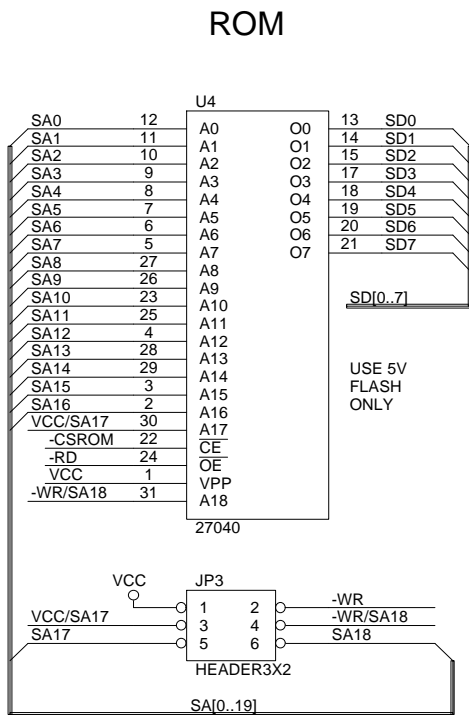 ROM
U4
SA0 12 A0 O0 13 SD0
SA1 11 A1 O1 14 SD1
SA2 10 A2 O2 15 SD2
SA3 9 A3 O3 17 SD3
SA4 8 A4 O4 18 SD4
SA5 7 A5 O5 19 SD5
SA6 6 A6 O6 20 SD6
SA7 5 A7 O7 21 SD7
SA8 27 A8
SA9 26 A9
SA10 23 A10 SD[0..7]
SA11 25 A11
SA12 4 A12
SA13 28 A13
SA14 29 A14 USE 5V
SA15 3 A15 FLASH
SA16 2 A16 ONLY
VCC/SA17 30 A17
-CSROM 22 CE
-RD 24 OE
VCC 1 VPP
-WR/SA18 31 A18
27040
VCC JP3
1 2 -WR
VCC/SA17 3 4 -WR/SA18
SA17 5 6 SA18
HEADER3X2
SA[0..19]